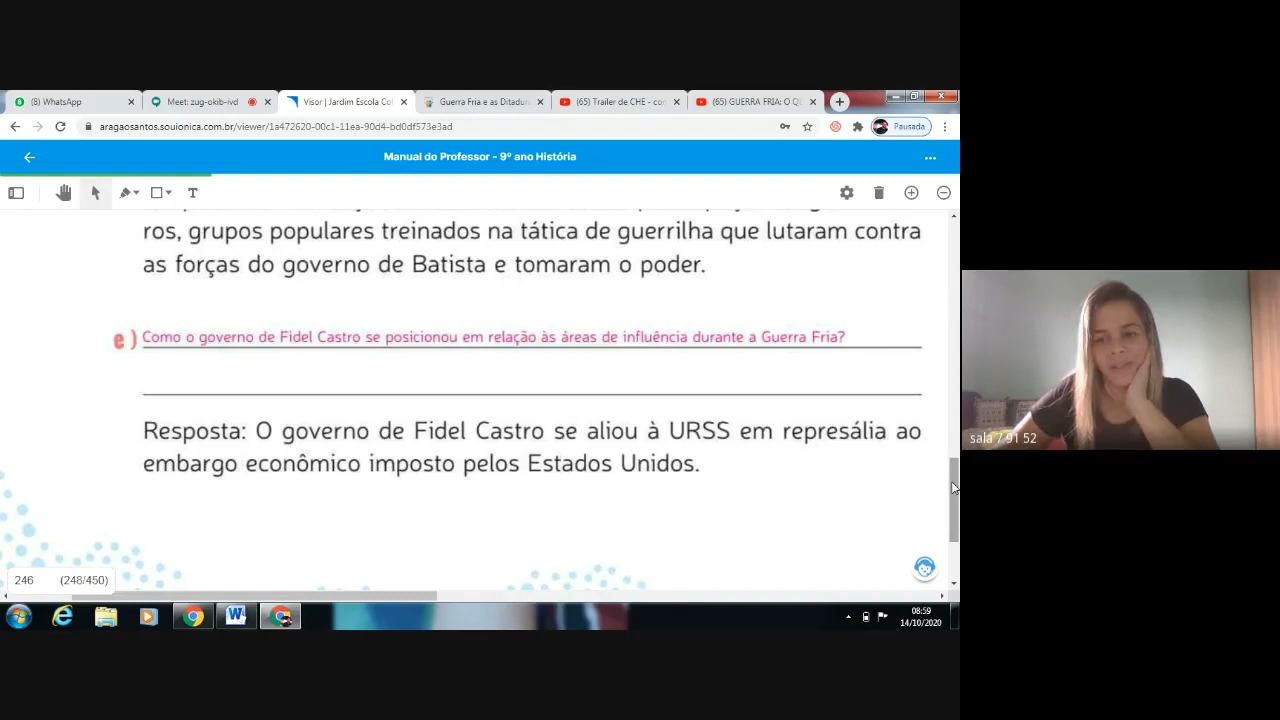 (8) WhatsApp
Meet: zug-okib-ivd
Visor | Jardim Escola Col
Guerra Fria e as Ditadur
(65) Trailer de CHE - con
(65) GUERRA FRIA: O QU
aragaosantos.souionica.com.br/viewer/1a472620-00c1-11ea-90d4-bd0df573e3ad
Pausada
Manual do Professor - 9º ano História
T
ros, grupos populares treinados na tática de guerrilha que lutaram contra
as forças do governo de Batista e tomaram o poder.
e ) Como o governo de Fidel Castro se posicionou em relação às áreas de influência durante a Guerra Fria?
Resposta: O governo de Fidel Castro se aliou à URSS em represália ao
embargo econômico imposto pelos Estados Unidos.
246 (248/450)
08:59
14/10/2020
sala 7 91 52